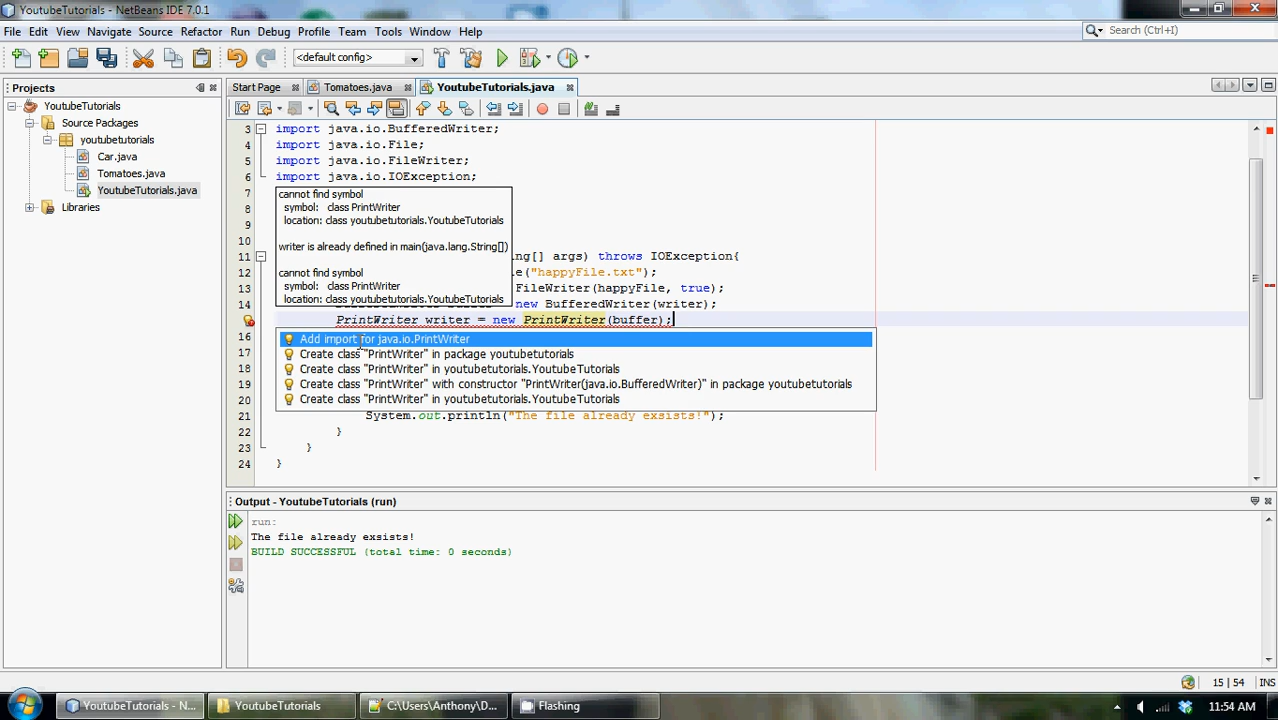 YoutubeTutorials - NetBeans IDE 7.0.1
File Edit View Navigate Source Refactor Run Debug Profile Team Tools Window Help
Search (Ctrl+I)
<default config>
Projects
Start Page Tomatoes.java YoutubeTutorials.java
YoutubeTutorials
Source Packages
youtubetutorials
Car.java
Tomatoes.java
YoutubeTutorials.java
Libraries
3 import java.io.BufferedWriter;
4 import java.io.File;
5 import java.io.FileWriter;
6 import java.io.IOException;
7 cannot find symbol
8 symbol: class PrintWriter
9 location: class youtubetutorials.YoutubeTutorials
10 writer is already defined in main(java.lang.String[])
11 ng[] args) throws IOException{
cannot find symbol
12 e("happyFile.txt");
symbol: class PrintWriter
13 FileWriter(happyFile, true);
location: class youtubetutorials.YoutubeTutorials
14 new BufferedWriter(writer);
PrintWriter writer = new PrintWriter(buffer);
16 Add import for java.io.PrintWriter
17 Create class "PrintWriter" in package youtubetutorials
18 Create class "PrintWriter" in youtubetutorials.YoutubeTutorials
19 Create class "PrintWriter" with constructor "PrintWriter(java.io.BufferedWriter)" in package youtubetutorials
20 Create class "PrintWriter" in youtubetutorials.YoutubeTutorials
21 System.out.println("The file already exsists!");
22 }
23 }
24 }
Output - YoutubeTutorials (run)
run:
The file already exsists!
BUILD SUCCESSFUL (total time: 0 seconds)
15 | 54 INS
YoutubeTutorials - N... YoutubeTutorials C:\Users\Anthony\D... Flashing 11:54 AM